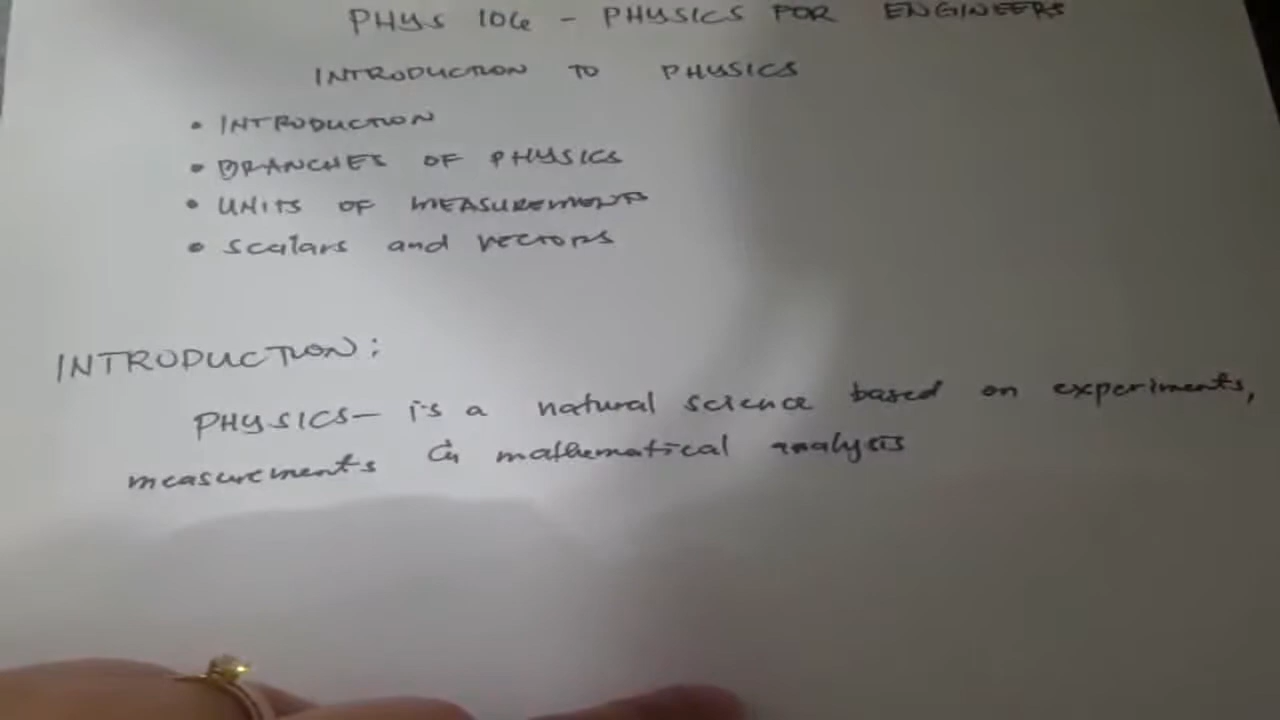 PHYS 106 - PHYSICS FOR ENGINEERS
INTRODUCTION TO PHYSICS
• INTRODUCTION
• BRANCHES OF PHYSICS
• UNITS OF MEASUREMENTS
• Scalars and vectors
INTRODUCTION:
PHYSICS— is a natural science based on experiments,
measurements & mathematical analysis